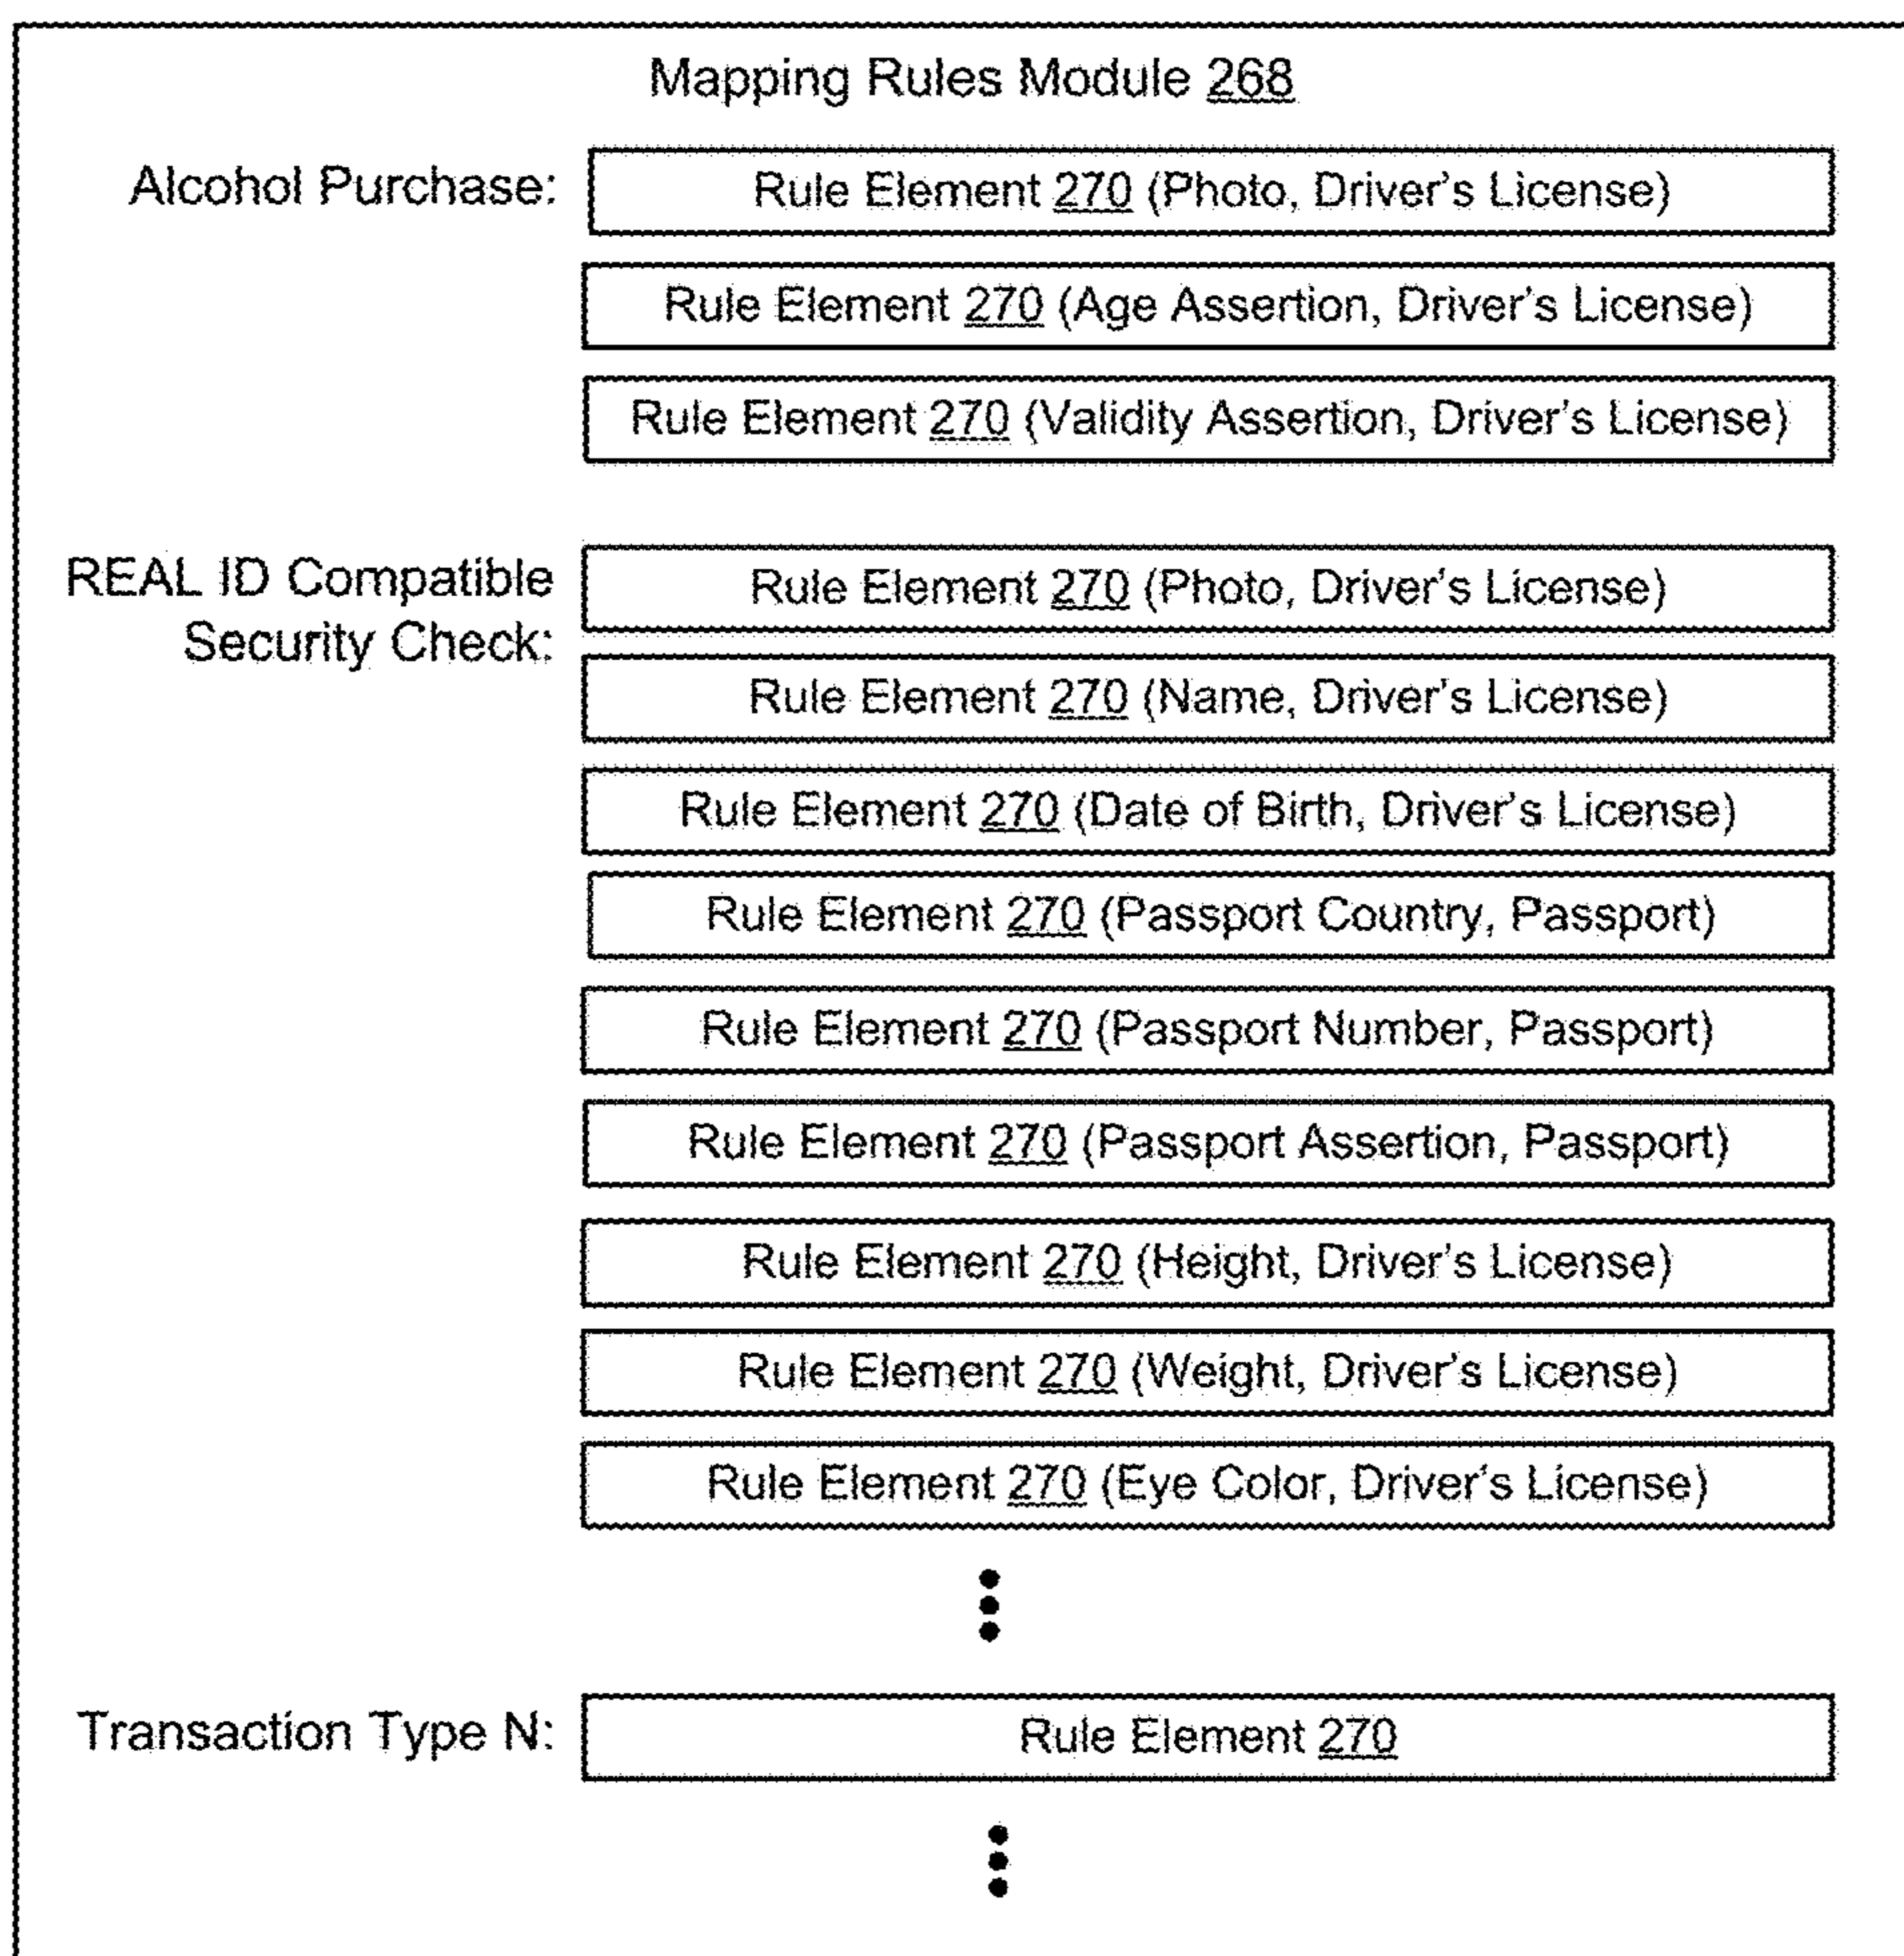 Mapping Rules Module 268
Alcohol Purchase: Rule Element 270 (Photo, Driver's License)
Rule Element 270 (Age Assertion, Driver's License)
Rule Element 270 (Validity Assertion, Driver's License)
REAL ID Compatible
Security Check:
Rule Element 270 (Photo, Driver's License)
Rule Element 270 (Name, Driver's License)
Rule Element 270 (Date of Birth, Driver's License)
Rule Element 270 (Passport Country, Passport)
Rule Element 270 (Passport Number, Passport)
Rule Element 270 (Passport Assertion, Passport)
Rule Element 270 (Height, Driver's License)
Rule Element 270 (Weight, Driver's License)
Rule Element 270 (Eye Color, Driver's License)
Transaction Type N: Rule Element 270